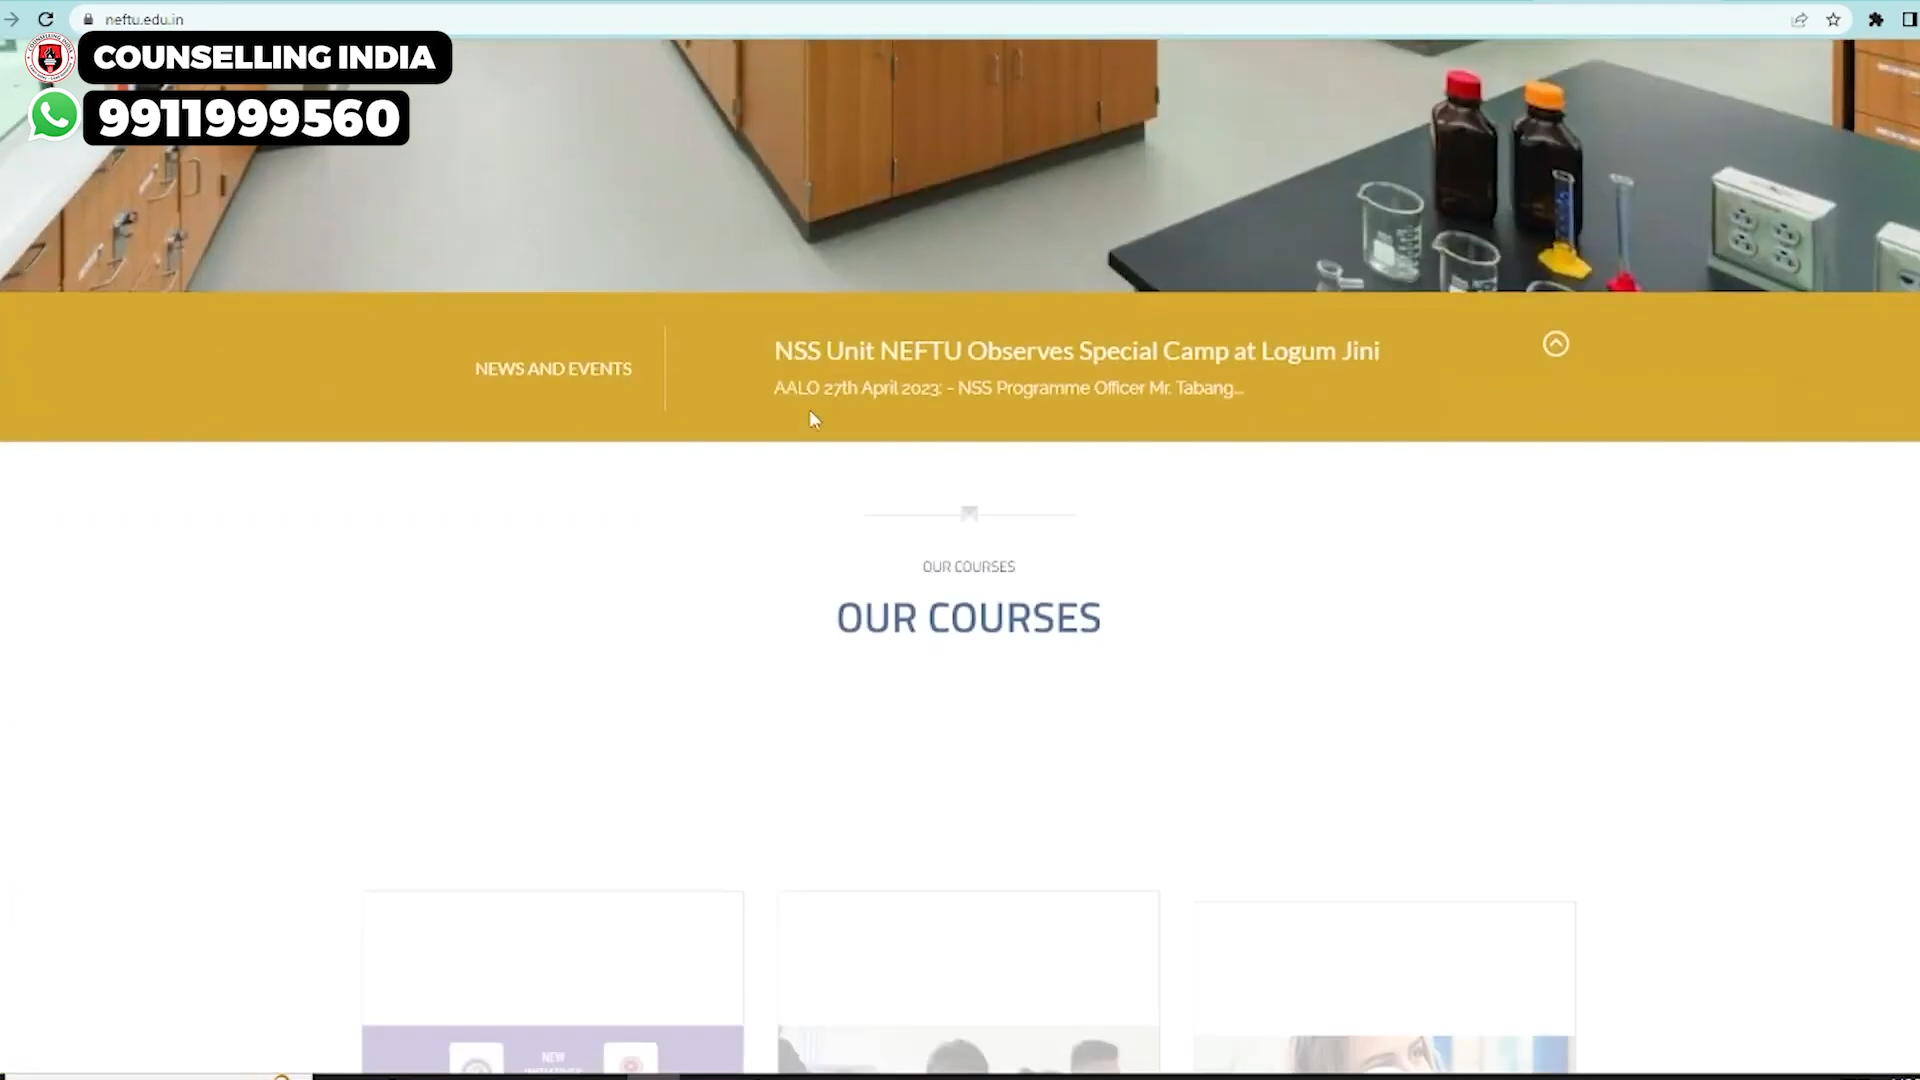 neftu.edu.in
COUNSELLING INDIA
9911999560
NEWS AND EVENTS
NSS Unit NEFTU Observes Special Camp at Logum Jini
AALO 27th April 2023: - NSS Programme Officer Mr. Tabang...
OUR COURSES
OUR COURSES
NEW